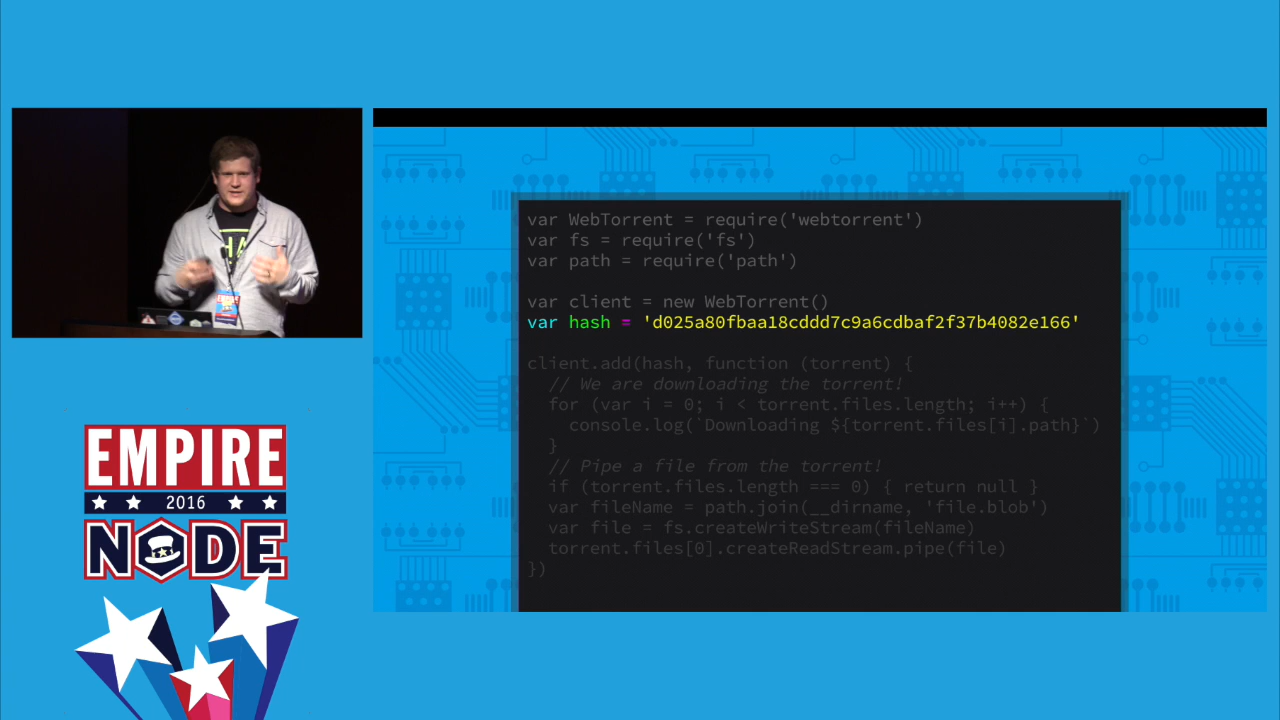 var WebTorrent = require('webtorrent')
var fs = require('fs')
var path = require('path')
var client = new WebTorrent()
var hash = 'd025a80fbaa18cddd7c9a6cdbaf2f37b4082e166'
client.add(hash, function (torrent) {
// We are downloading the torrent!
for (var i = 0; i < torrent.files.length; i++) {
console.log(`Downloading ${torrent.files[i].path}`)
}
// Pipe a file from the torrent!
if (torrent.files.length === 0) { return null }
var fileName = path.join(__dirname, 'file.blob')
var file = fs.createWriteStream(fileName)
torrent.files[0].createReadStream.pipe(file)
})
EMPIRE
2016
NODE